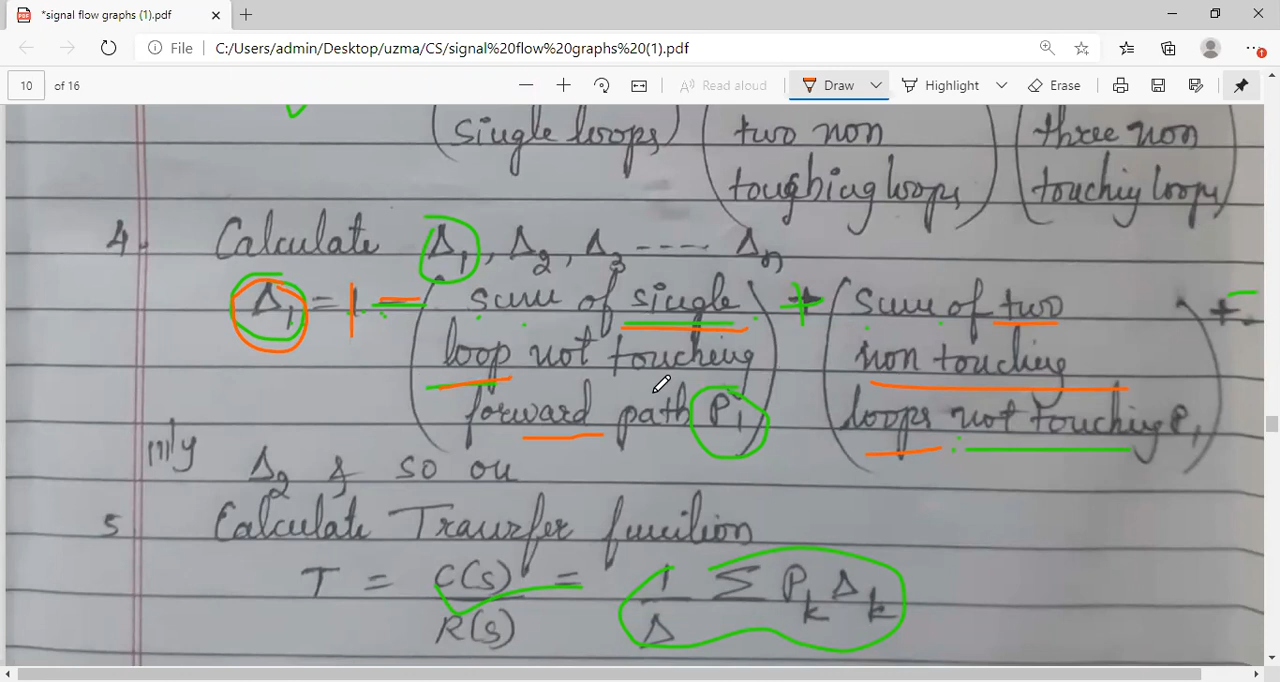 *signal flow graphs (1).pdf
File C:/Users/admin/Desktop/uzma/CS/signal%20flow%20graphs%20(1).pdf
10 of 16 Read aloud Draw Highlight Erase
(single loops) (two non (three non
toughbing loops) touching loops)
4. Calculate Δ1, Δ2, Δ3 ---- Δn
Δ1 = 1 - (sum of single + (sum of two + -
loop not touching non touching
forward path P1) loops not touching P1)
lllly Δ2 & so on
5 Calculate Transfer function
T = C(s) / R(s) = 1/Δ Σ Pk Δk